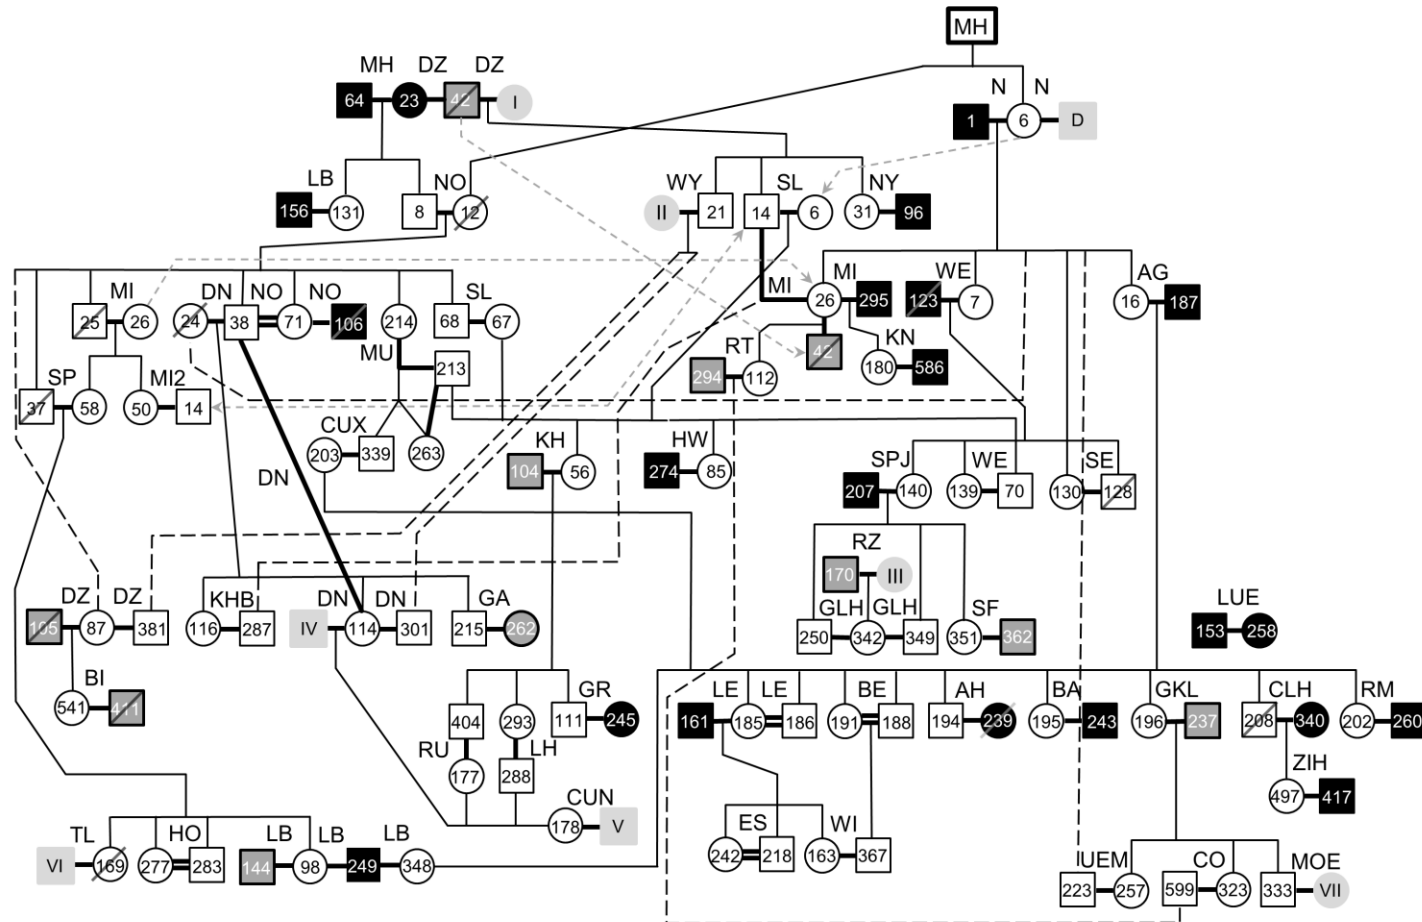 MH
MH DZ DZ
N N
64 23 42 I
1 6 D
LB NO
WY SL NY
156 131 8 12
II 21 14 6 31 96
MI DN NO NO SL
MI MI WE AG
25 26 24 38 71 106 214 68 67
26 295 123 7 16 187
MU 213
RT 42 KN
294 112 180 586
SP MI2
37 58 50 14
CUX KH HW
203 339 263
104 56 274 85
DN
SPJ WE SE
207 140 139 70 130 128
RZ
170 III
DZ DZ KHB DN DN GA
GLH GLH SF
105 87 381 116 287 IV 114 301 215 262
250 342 349 351 362
LUE
153 258
BI
541 411
GR
404 293 111 245
LE LE BE AH BA GKL CLH RM
161 185 186 191 188 194 239 195 243 196 237 208 340 202 260
RU LH
177 288
ZIH
497 417
CUN
178 V
TL HO LB LB LB
VI 169 277 283 144 98 249 348
ES WI
242 218 163 367
UEM CO MOE
223 257 599 323 333 VII